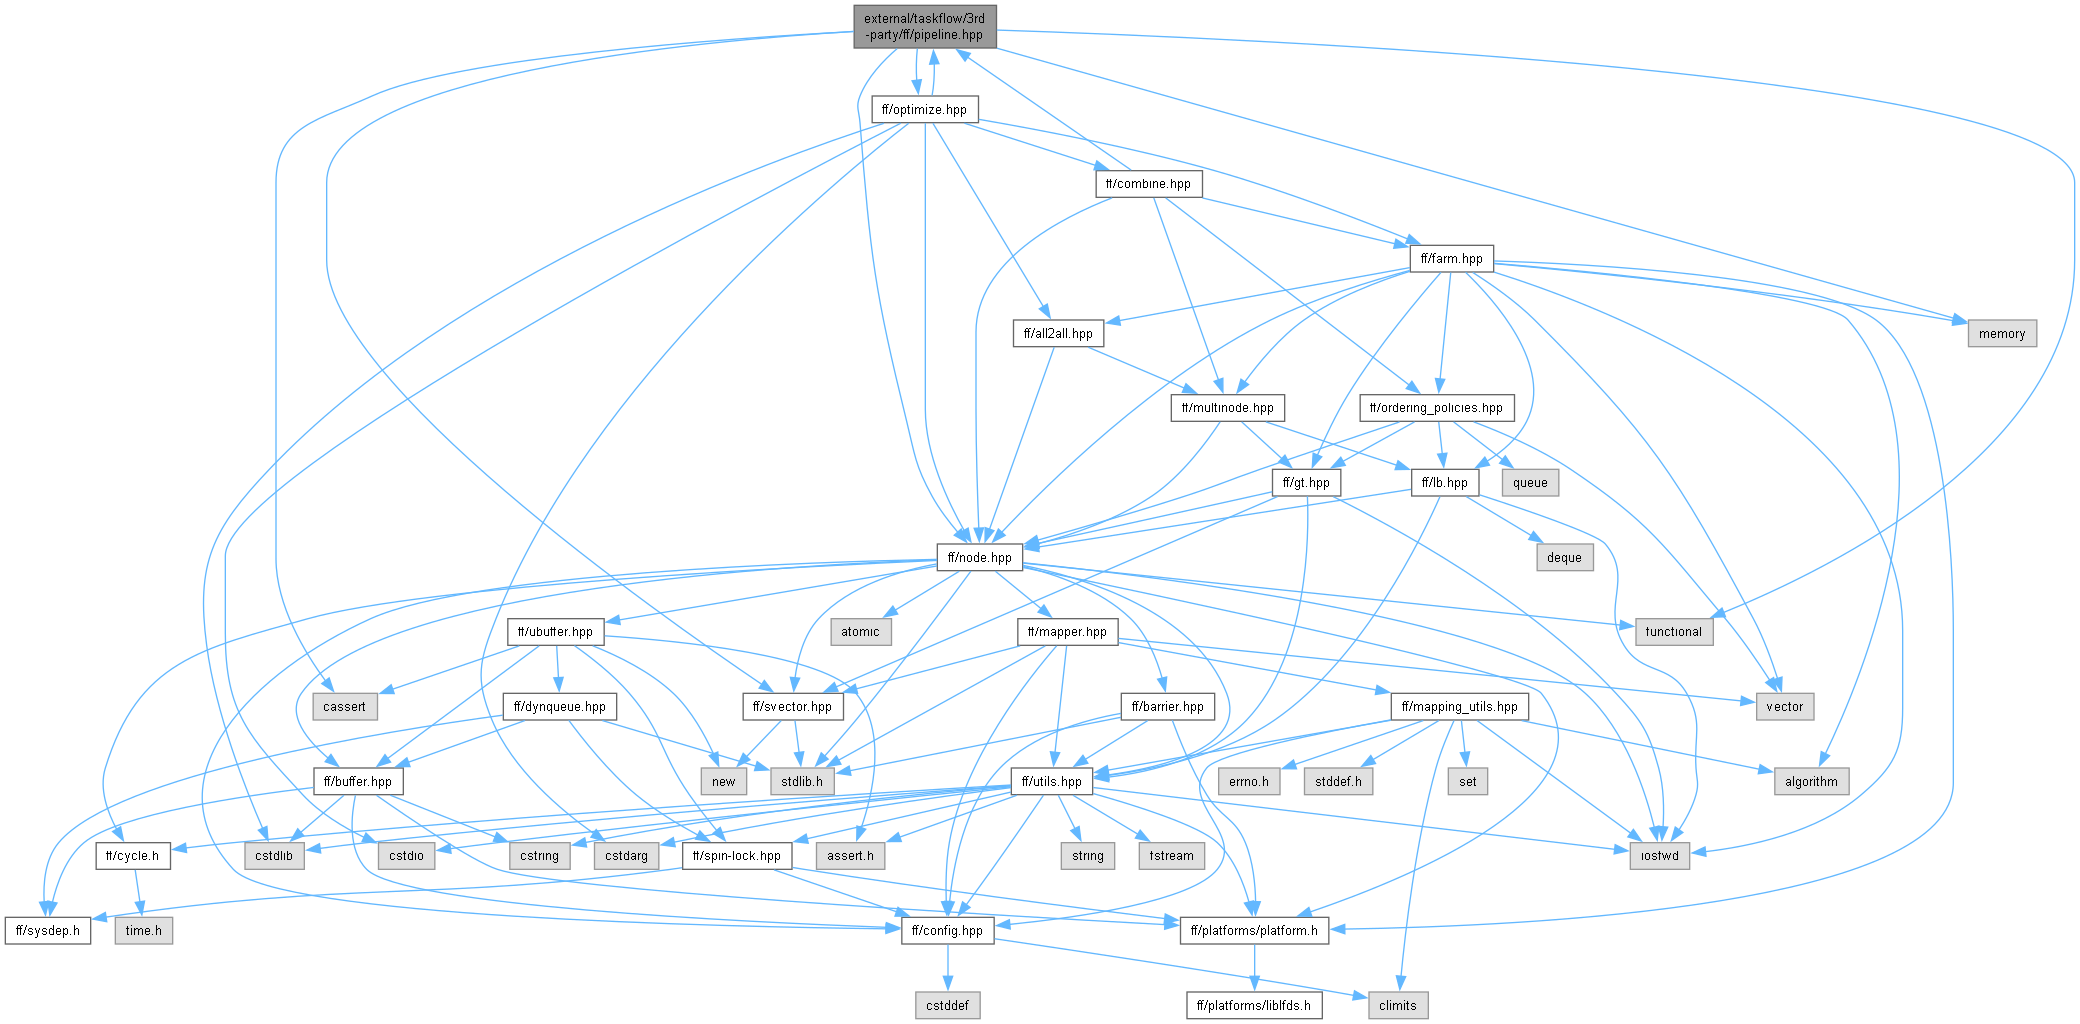 external/taskflow/3rd
-party/ff/pipeline.hpp
ff/optimize.hpp
ff/combine.hpp
ff/farm.hpp
ff/all2all.hpp
memory
ff/multinode.hpp
ff/ordering_policies.hpp
ff/gt.hpp
ff/lb.hpp
queue
ff/node.hpp
deque
ff/ubuffer.hpp
atomic
ff/mapper.hpp
functional
cassert
ff/dynqueue.hpp
ff/svector.hpp
ff/barrier.hpp
ff/mapping_utils.hpp
vector
ff/buffer.hpp
new
stdlib.h
ff/utils.hpp
errno.h
stddef.h
set
algorithm
ff/cycle.h
cstdlib
cstdio
cstring
cstdarg
ff/spin-lock.hpp
assert.h
string
fstream
iosfwd
ff/sysdep.h
time.h
ff/config.hpp
ff/platforms/platform.h
cstddef
ff/platforms/liblfds.h
climits